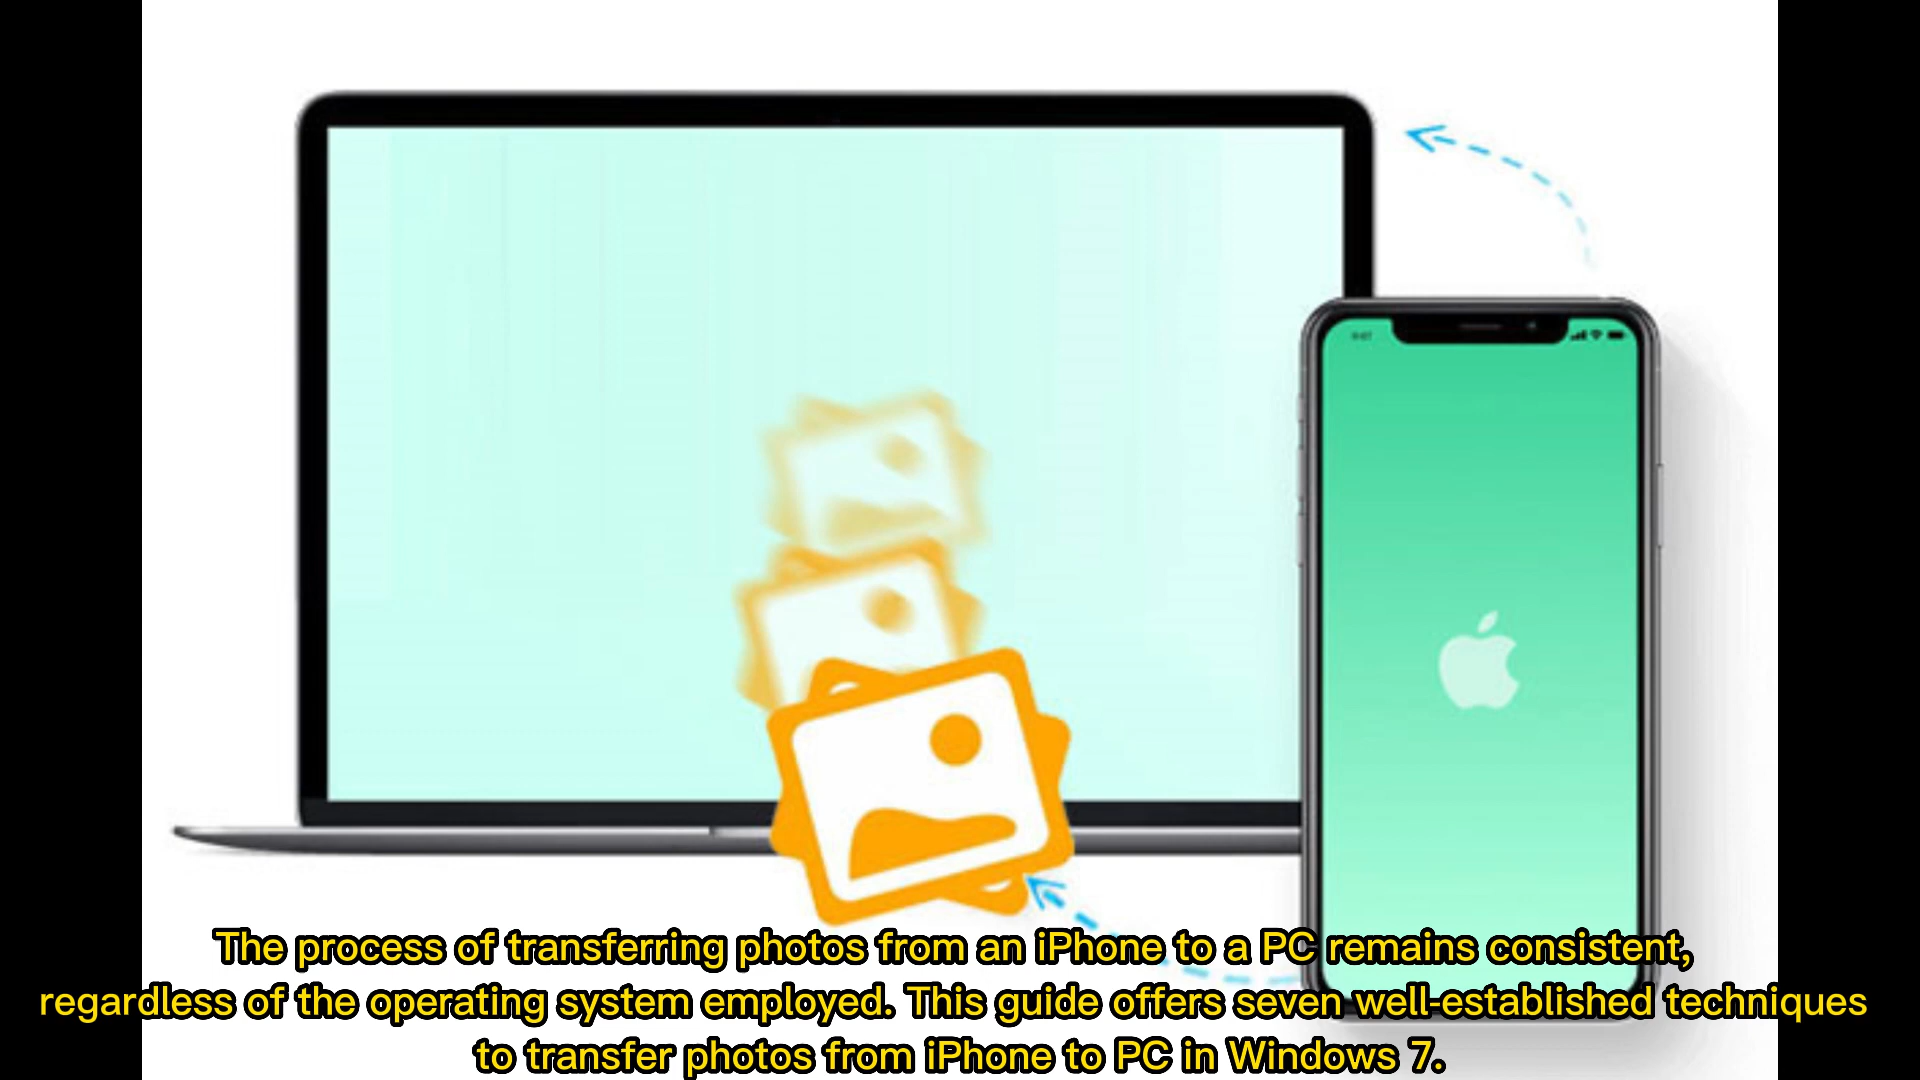 The process of transferring photos from an iPhone to a PC remains consistent,
regardless of the operating system employed. This guide offers seven well-established techniques
to transfer photos from iPhone to PC in Windows 7.